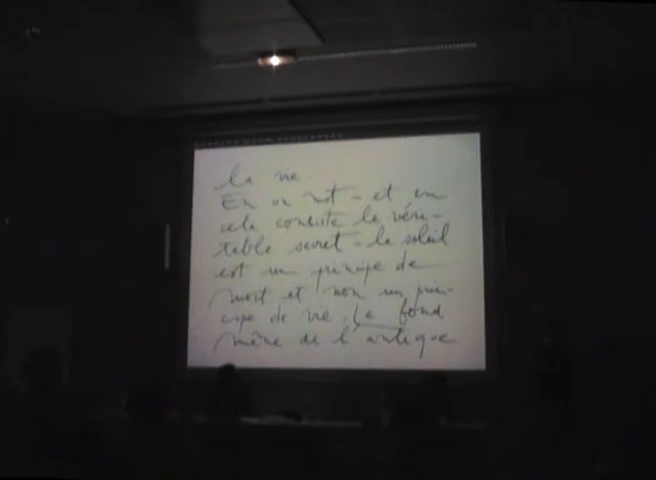 la vie.
En un mot – et en
cela consiste le véri-
table secret – le soleil
est un principe de
mort et non un prin-
cipe de vie. Le fond
même de l'antique